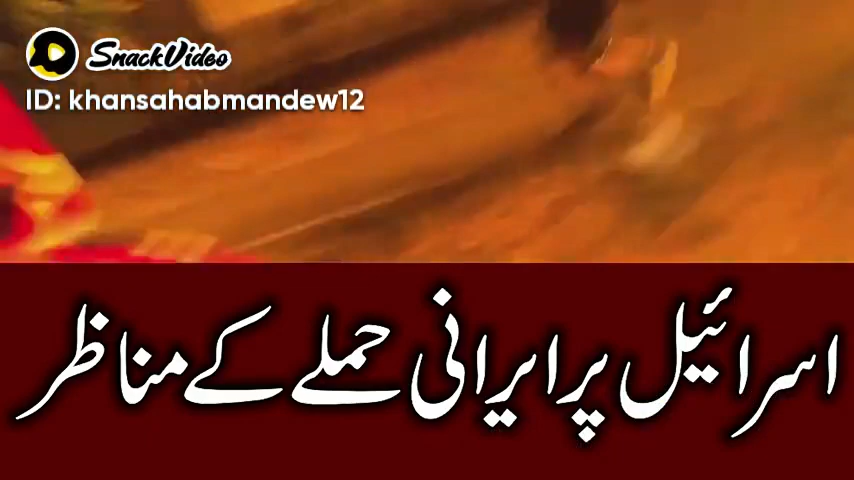 SnackVideo
ID: khansahabmandew12
اسرائیل پر ایرانی حملے کے مناظر